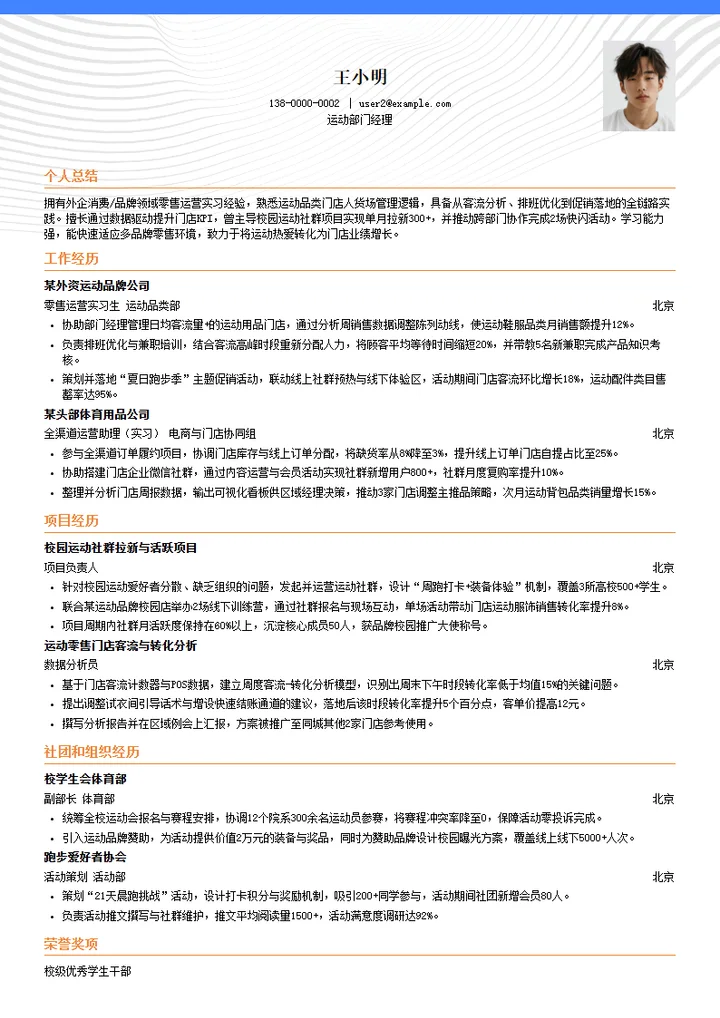 王小明
138-0000-0002 | user2@example.com
运动部门经理
个人总结
拥有外企消费/品牌领域零售运营实习经验，熟悉运动品类门店人货场管理逻辑，具备从客流分析、排班优化到促销落地的全链路实
践。擅长通过数据驱动提升门店KPI，曾主导校园运动社群项目实现单月拉新300+，并推动跨部门协作完成2场快闪活动。学习能力
强，能快速适应多品牌零售环境，致力于将运动热爱转化为门店业绩增长。
工作经历
某外资运动品牌公司
零售运营实习生 运动品类部 北京
• 协助部门经理管理日均客流量+的运动用品门店，通过分析周销售数据调整陈列动线，使运动鞋服品类月销售额提升12%。
• 负责排班优化与兼职培训，结合客流高峰时段重新分配人力，将顾客平均等待时间缩短20%，并带教5名新兼职完成产品知识考
核。
• 策划并落地“夏日跑步季”主题促销活动，联动线上社群预热与线下体验区，活动期间门店客流环比增长18%，运动配件类目售
罄率达95%。
某头部体育用品公司
全渠道运营助理（实习） 电商与门店协同组 北京
• 参与全渠道订单履约项目，协调门店库存与线上订单分配，将缺货率从8%降至3%，提升线上订单门店自提占比至25%。
• 协助搭建门店企业微信社群，通过内容运营与会员活动实现社群新增用户800+，社群月度复购率提升10%。
• 整理并分析门店周报数据，输出可视化看板供区域经理决策，推动3家门店调整主推品策略，次月运动背包品类销量增长15%。
项目经历
校园运动社群拉新与活跃项目
项目负责人 北京
• 针对校园运动爱好者分散、缺乏组织的问题，发起并运营运动社群，设计“周跑打卡+装备体验”机制，覆盖3所高校500+学生。
• 联合某运动品牌校园店举办2场线下训练营，通过社群报名与现场互动，单场活动带动门店运动服饰销售转化率提升8%。
• 项目周期内社群月活跃度保持在60%以上，沉淀核心成员50人，获品牌校园推广大使称号。
运动零售门店客流与转化分析
数据分析员 北京
• 基于门店客流计数器与POS数据，建立周度客流-转化分析模型，识别出周末下午时段转化率低于均值15%的关键问题。
• 提出调整试衣间引导话术与增设快速结账通道的建议，落地后该时段转化率提升5个百分点，客单价提高12元。
• 撰写分析报告并在区域例会上汇报，方案被推广至同城其他2家门店参考使用。
社团和组织经历
校学生会体育部
副部长 体育部 北京
• 统筹全校运动会报名与赛程安排，协调12个院系300余名运动员参赛，将赛程冲突率降至0，保障活动零投诉完成。
• 引入运动品牌赞助，为活动提供价值2万元的装备与奖品，同时为赞助品牌设计校园曝光方案，覆盖线上线下5000+人次。
跑步爱好者协会
活动策划 活动部 北京
• 策划“21天晨跑挑战”活动，设计打卡积分与奖励机制，吸引200+同学参与，活动期间社团新增会员80人。
• 负责活动推文撰写与社群维护，推文平均阅读量1500+，活动满意度调研达92%。
荣誉奖项
校级优秀学生干部